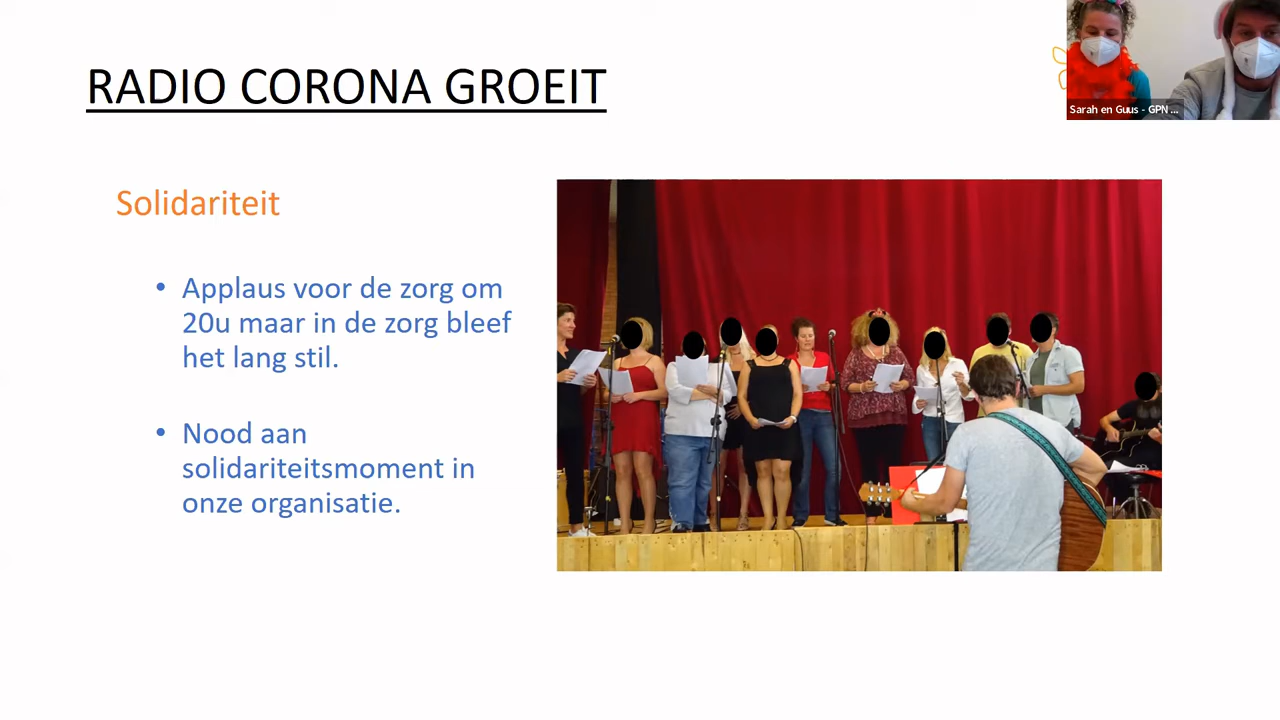 RADIO CORONA GROEIT
Sarah en Guus - GPN ...
Solidariteit
• Applaus voor de zorg om
20u maar in de zorg bleef
het lang stil.
• Nood aan
solidariteitsmoment in
onze organisatie.